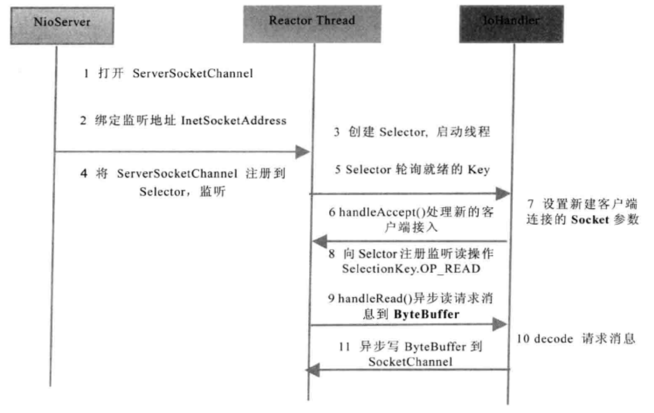 NioServer
Reactor Thread
IoHandler
1 打开 ServerSocketChannel
2 绑定监听地址 InetSocketAddress
3 创建 Selector, 启动线程
4 将 ServerSocketChannel 注册到
Selector，监听
5 Selector 轮询就绪的 Key
6 handleAccept()处理新的客
户端接入
7 设置新建客户端
连接的 Socket 参数
8 向 Selctor 注册监听读操作
SelectionKey.OP_READ
9 handleRead()异步读请求消
息到 ByteBuffer
10 decode 请求消息
11 异步写 ByteBuffer 到
SocketChannel